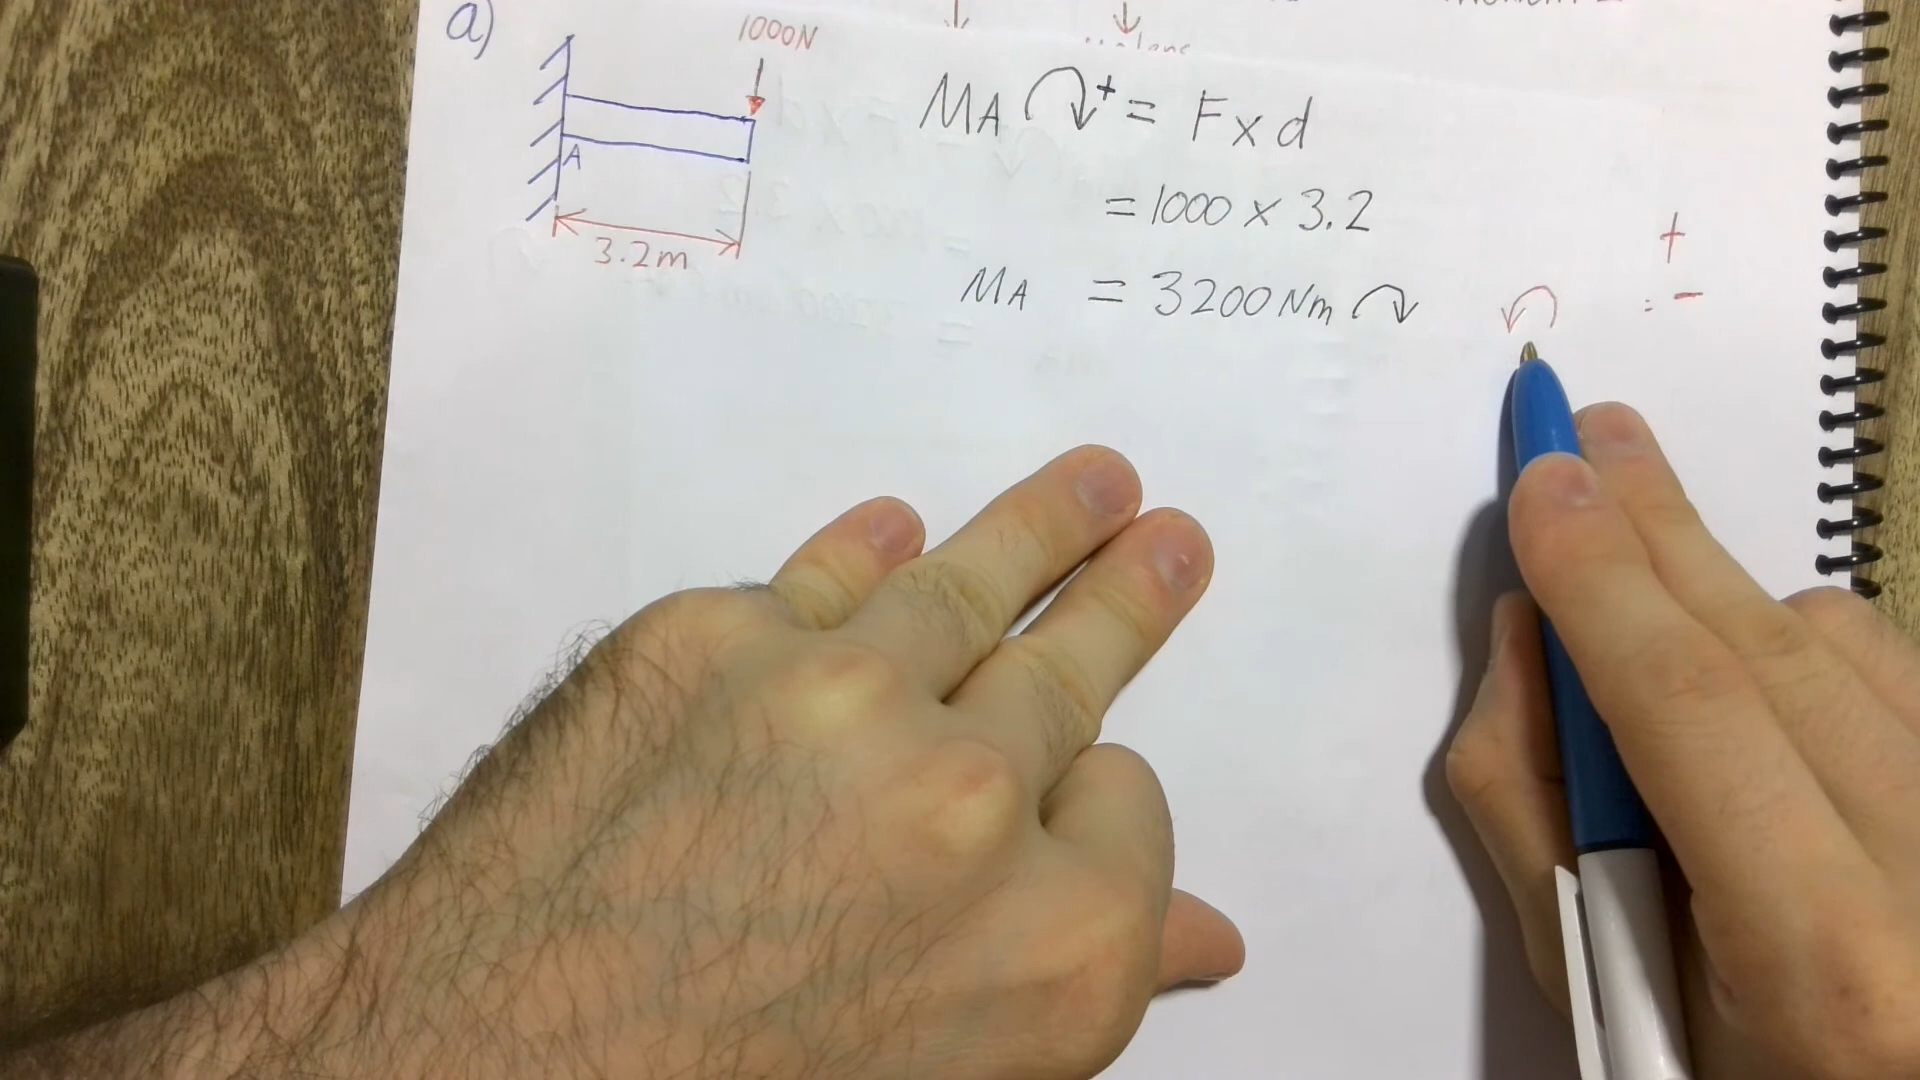 a)
1000N
A
3.2m
MA + = F x d
= 1000 x 3.2
MA = 3200 Nm
+
: -